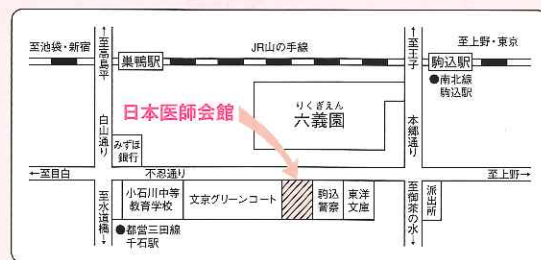 至池袋・新宿
←至高島平
巣鴨駅
JR山の手線
←至王子
至上野・東京
駒込駅
●南北線
駒込駅
りくぎえん
六義園
日本医師会館
白山通り
みずほ
銀行
本郷通り
←至目白
不忍通り
至上野→
至水道橋→
小石川中等
教育学校
文京グリーンコート
駒込
警察
東洋
文庫
至御茶の水→
派出所
●都営三田線
千石駅